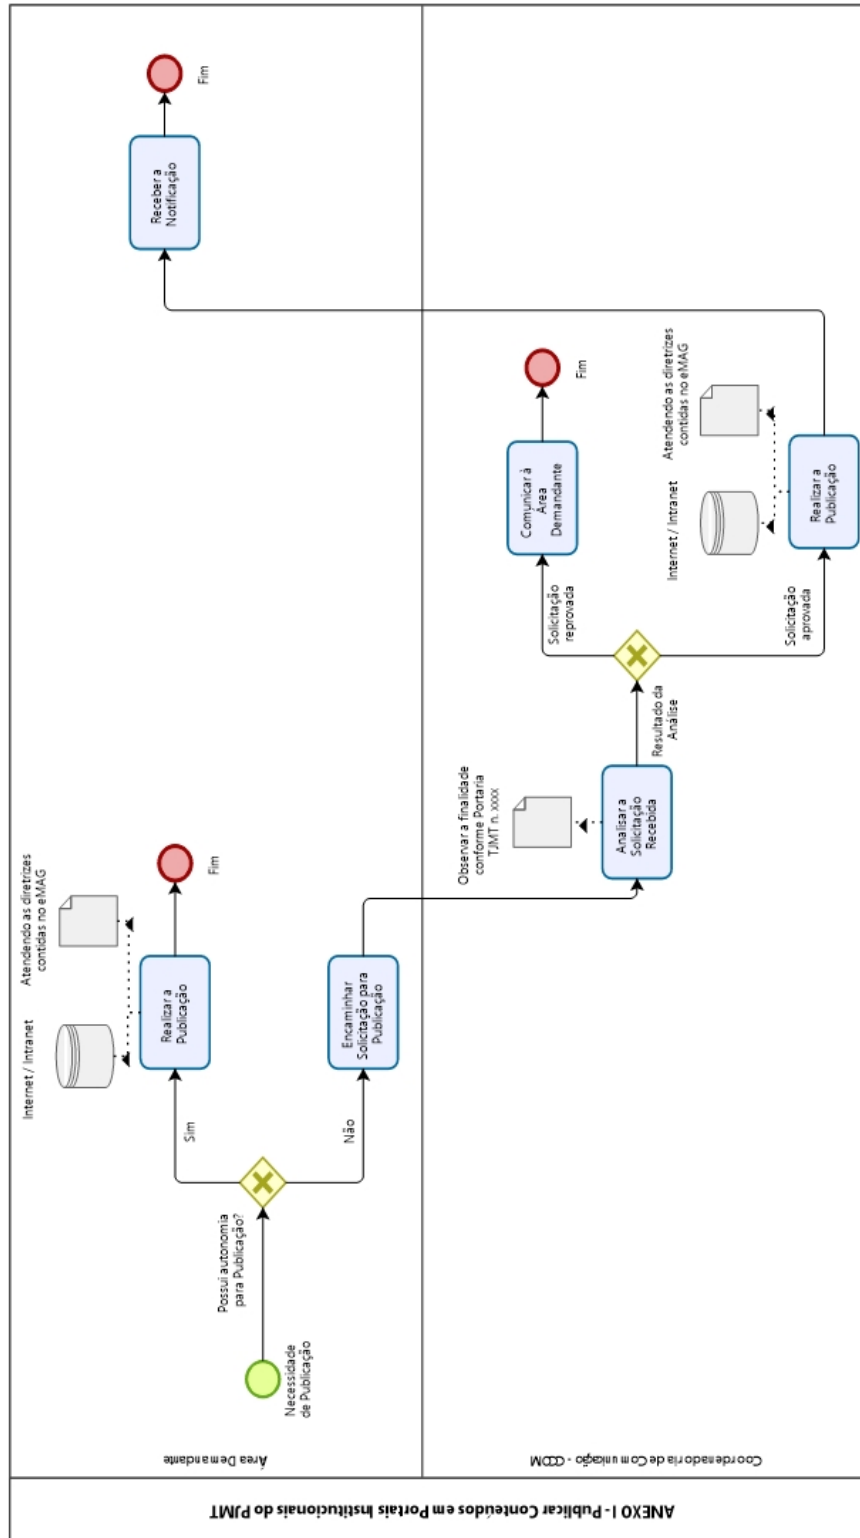 ANEXO I - Publicar Conteúdos em Portais Institucionais do PJMT
Área Demandante
Necessidade
de Publicação
Possui autonomia
para Publicação?
Sim
Internet / Intranet
Atendendo as diretrizes
contidas no eMAG
Realizar a
Publicação
Fim
Não
Encaminhar
Solicitação para
Publicação
Receber a
Notificação
Fim
Coordenadoria de Comunicação - CCOM
Observar a finalidade
conforme Portaria
TJMT n. xxxx
Analisar a
Solicitação
Recebida
Resultado da
Análise
Solicitação
reprovada
Comunicar à
Área
Demandante
Fim
Solicitação
aprovada
Internet / Intranet
Atendendo as diretrizes
contidas no eMAG
Realizar a
Publicação